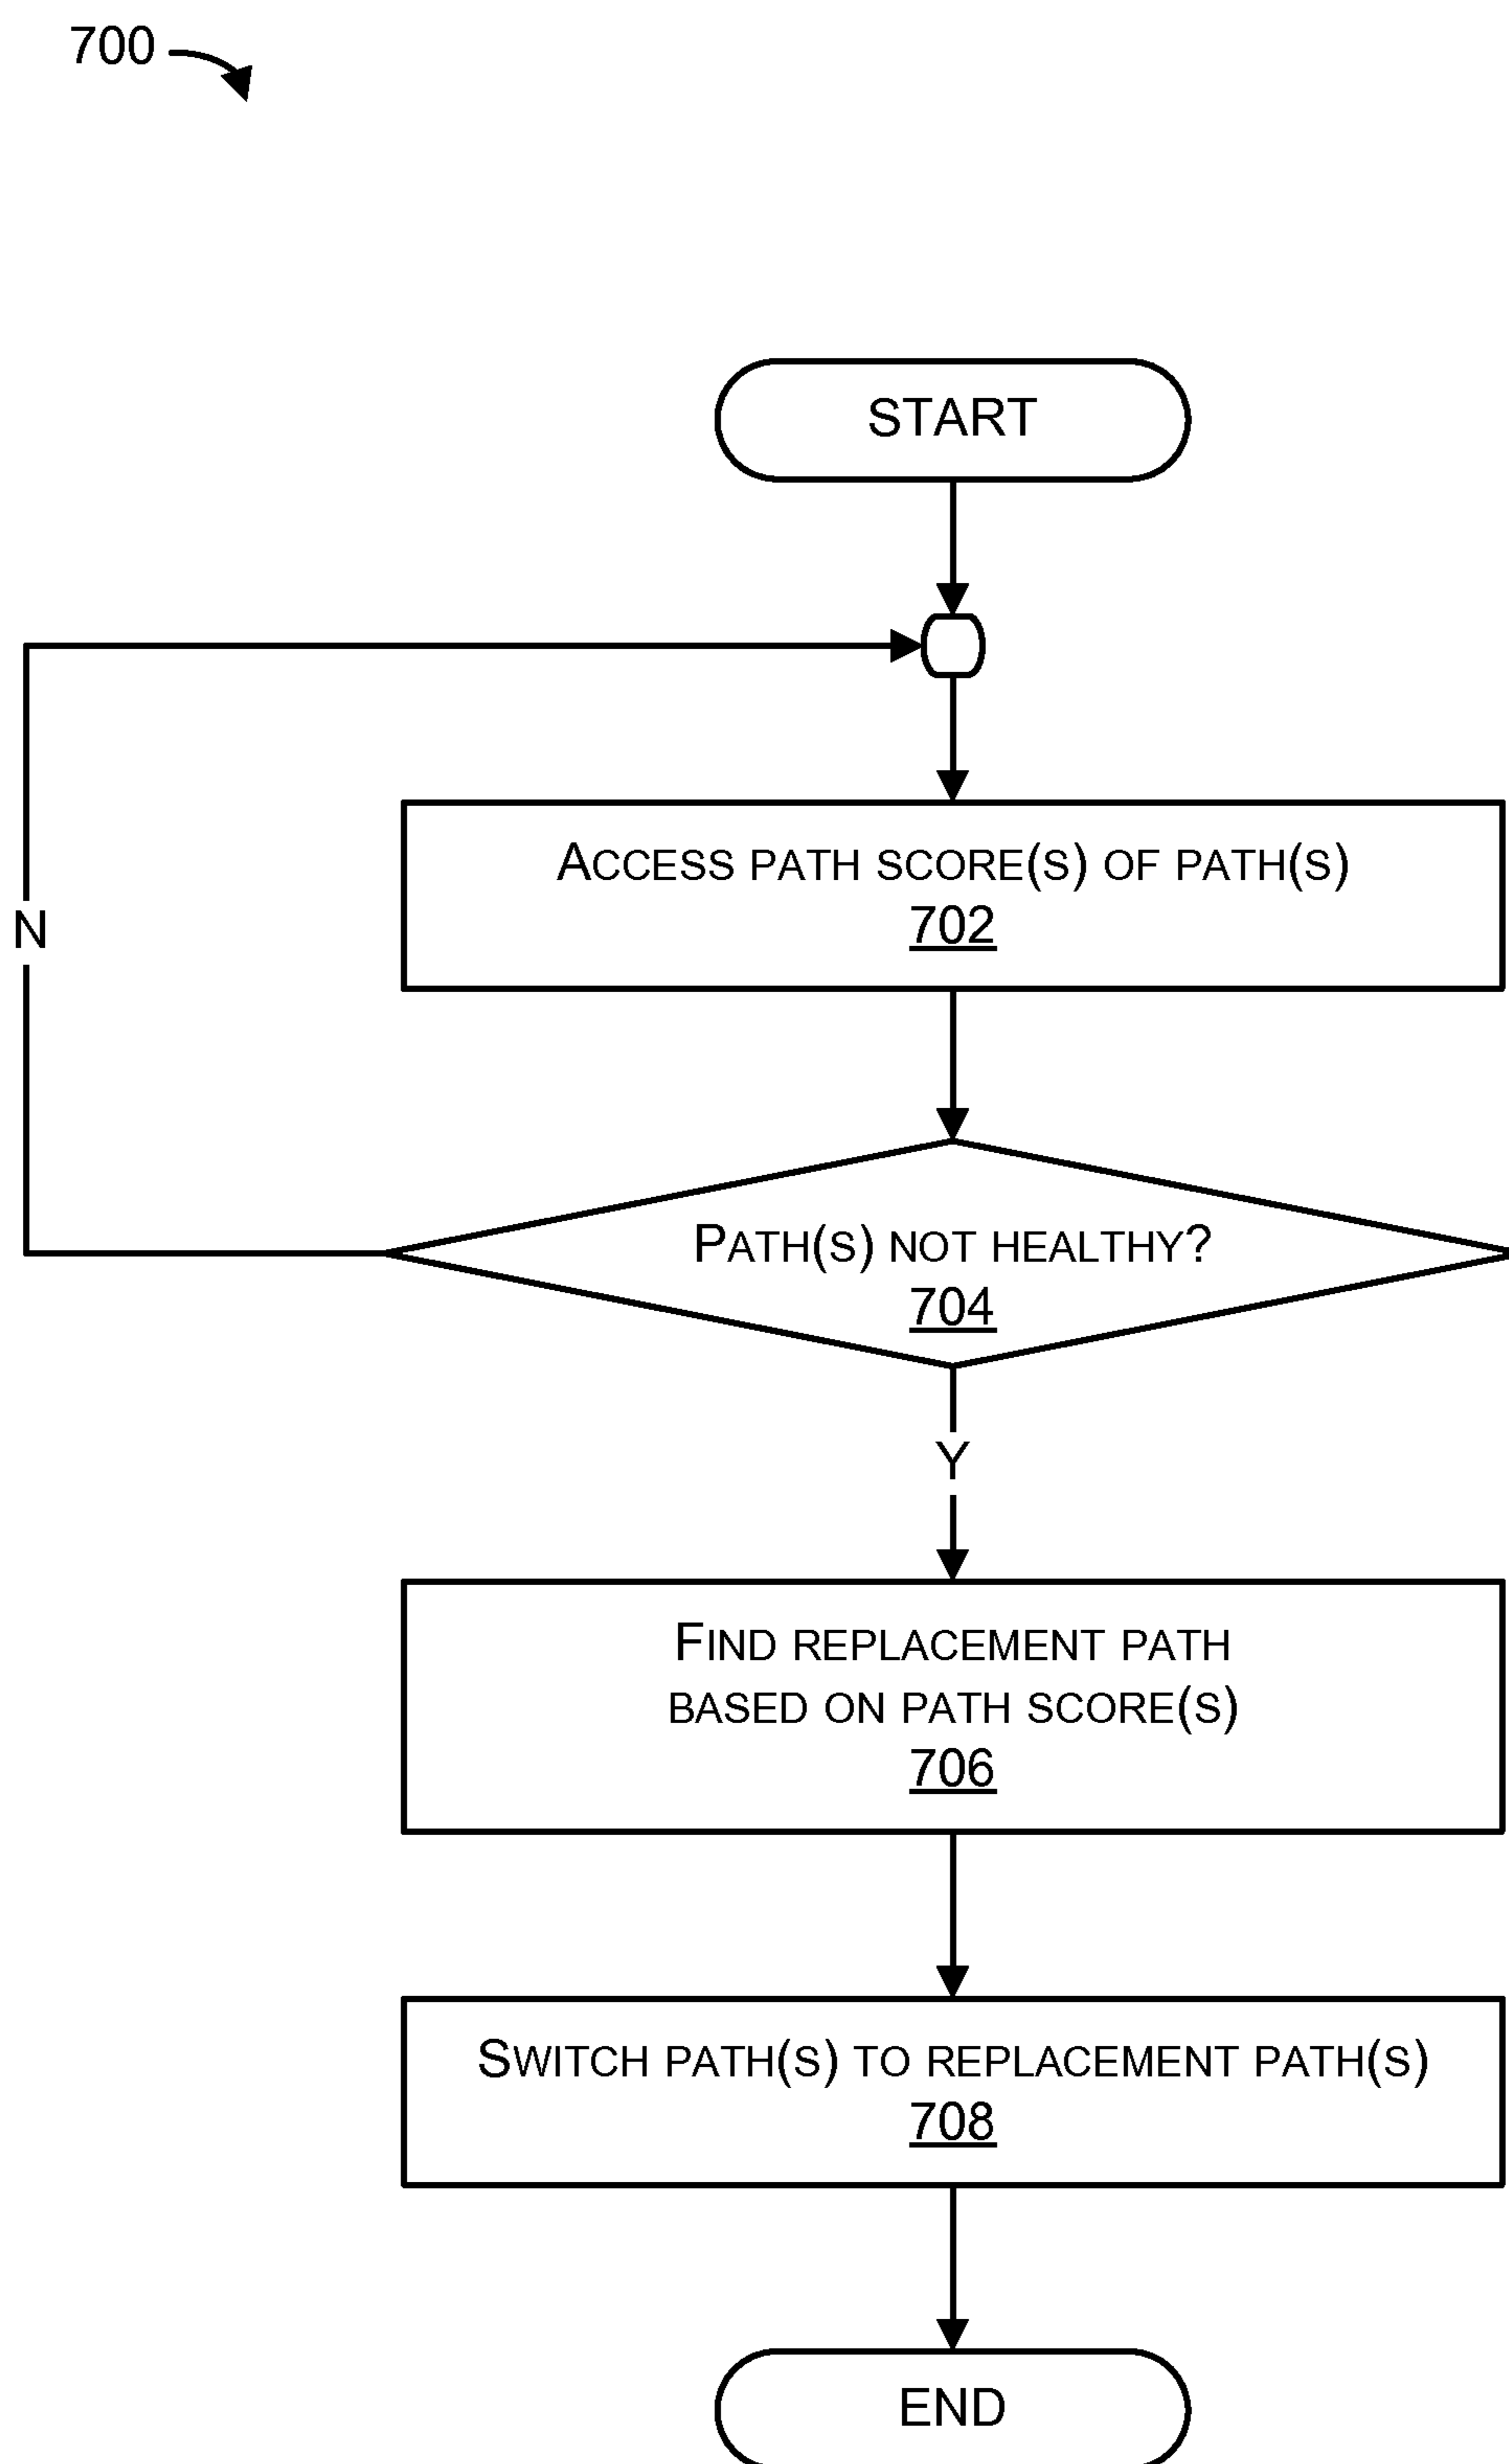 700
START
ACCESS PATH SCORE(S) OF PATH(S)
702
N
PATH(S) NOT HEALTHY?
704
Y
FIND REPLACEMENT PATH
BASED ON PATH SCORE(S)
706
SWITCH PATH(S) TO REPLACEMENT PATH(S)
708
END